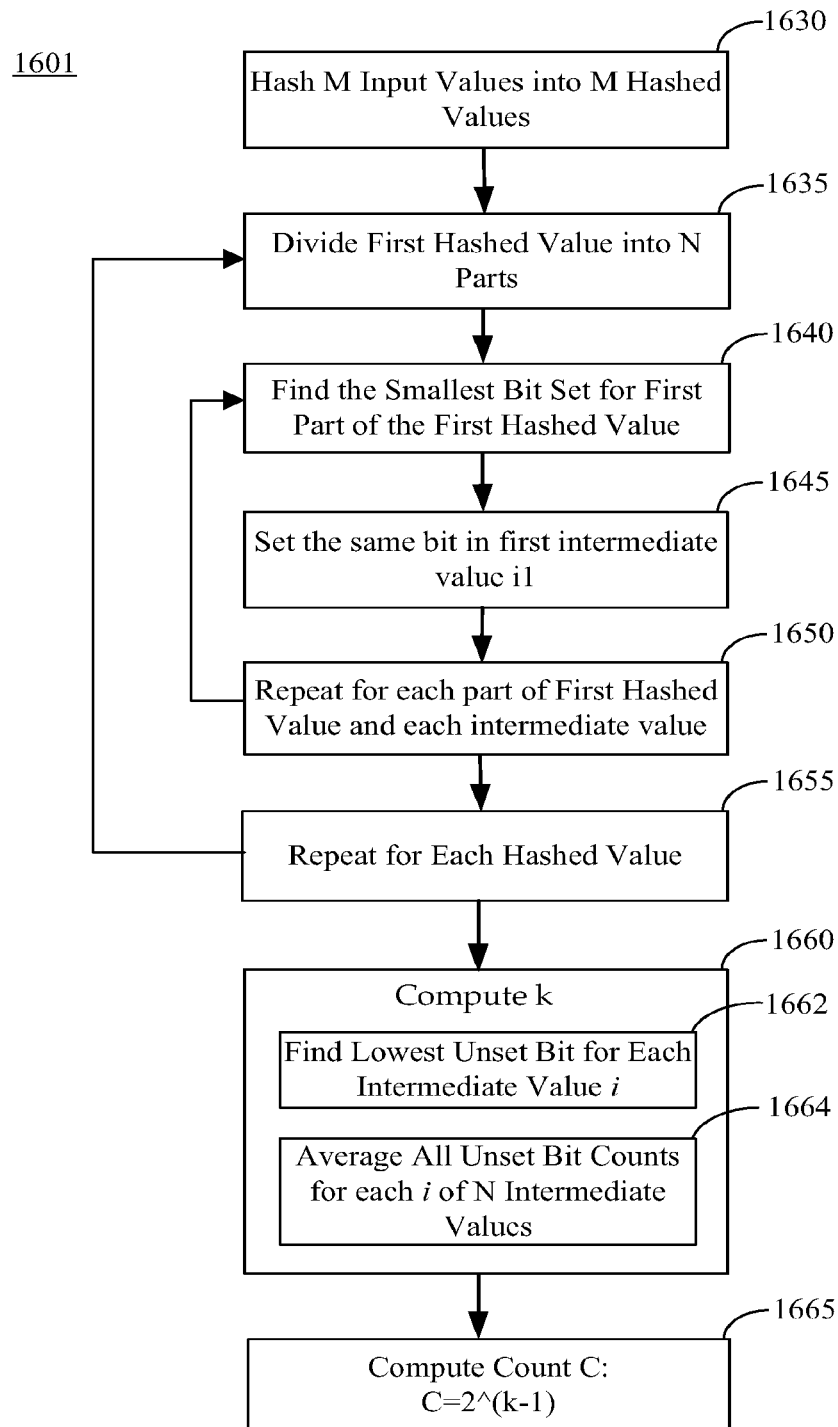 1601
1630
Hash M Input Values into M Hashed
Values
1635
Divide First Hashed Value into N
Parts
1640
Find the Smallest Bit Set for First
Part of the First Hashed Value
1645
Set the same bit in first intermediate
value i1
1650
Repeat for each part of First Hashed
Value and each intermediate value
1655
Repeat for Each Hashed Value
1660
Compute k
1662
Find Lowest Unset Bit for Each
Intermediate Value i
1664
Average All Unset Bit Counts
for each i of N Intermediate
Values
1665
Compute Count C:
C=2^(k-1)